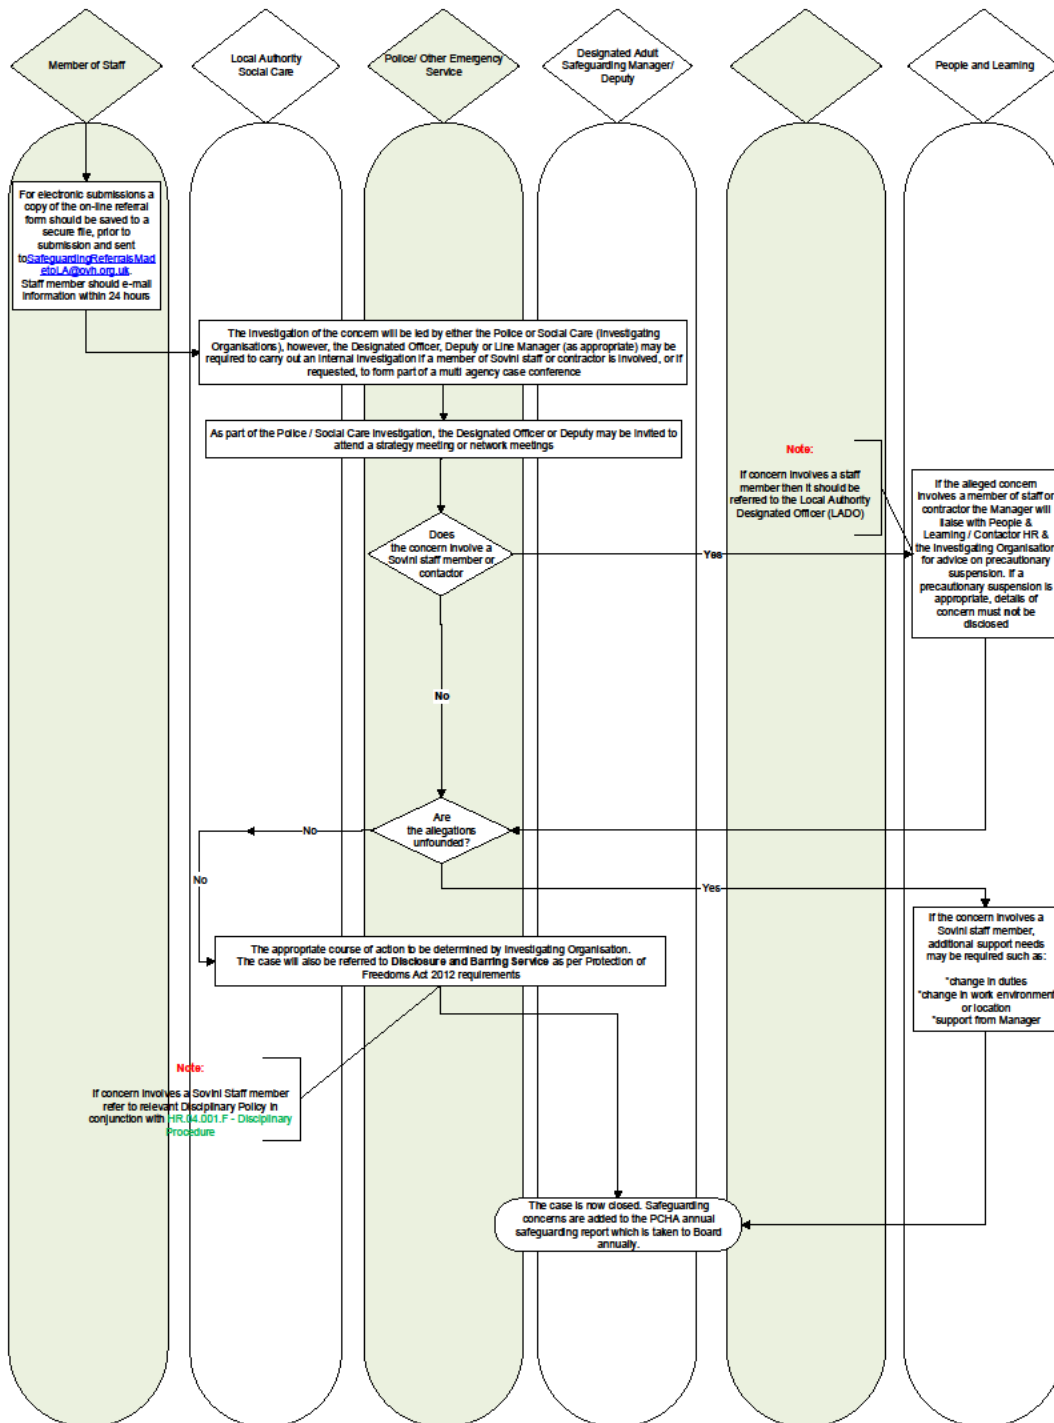 Member of Staff
Local Authority
Social Care
Police/ Other Emergency
Service
Designated Adult
Safeguarding Manager/
Deputy
People and Learning
For electronic submissions a
copy of the on-line referral
form should be saved to a
secure file, prior to
submission and sent
toSafeguardingReferralsMad
etoLA@ovh.org.uk.
Staff member should e-mail
information within 24 hours
The investigation of the concern will be led by either the Police or Social Care (Investigating
Organisations), however, the Designated Officer, Deputy or Line Manager (as appropriate) may be
required to carry out an internal investigation if a member of Sovini staff or contractor is involved, or if
requested, to form part of a multi agency case conference
As part of the Police / Social Care investigation, the Designated Officer or Deputy may be invited to
attend a strategy meeting or network meetings
Note:
If concern involves a staff
member then it should be
referred to the Local Authority
Designated Officer (LADO)
If the alleged concern
involves a member of staff or
contractor the Manager will
liaise with People &
Learning / Contactor HR &
the Investigating Organisation
for advice on precautionary
suspension. If a
precautionary suspension is
appropriate, details of
concern must not be
disclosed
Does
the concern involve a
Sovini staff member or
contactor
Yes
No
Are
the allegations
unfounded?
No
No
Yes
If the concern involves a
Sovini staff member,
additional support needs
may be required such as:
*change in duties
*change in work environment
or location
*support from Manager
The appropriate course of action to be determined by Investigating Organisation.
The case will also be referred to Disclosure and Barring Service as per Protection of
Freedoms Act 2012 requirements
Note:
If concern involves a Sovini Staff member
refer to relevant Disciplinary Policy in
conjunction with HR.04.001.F - Disciplinary
Procedure
The case is now closed. Safeguarding
concerns are added to the PCHA annual
safeguarding report which is taken to Board
annually.